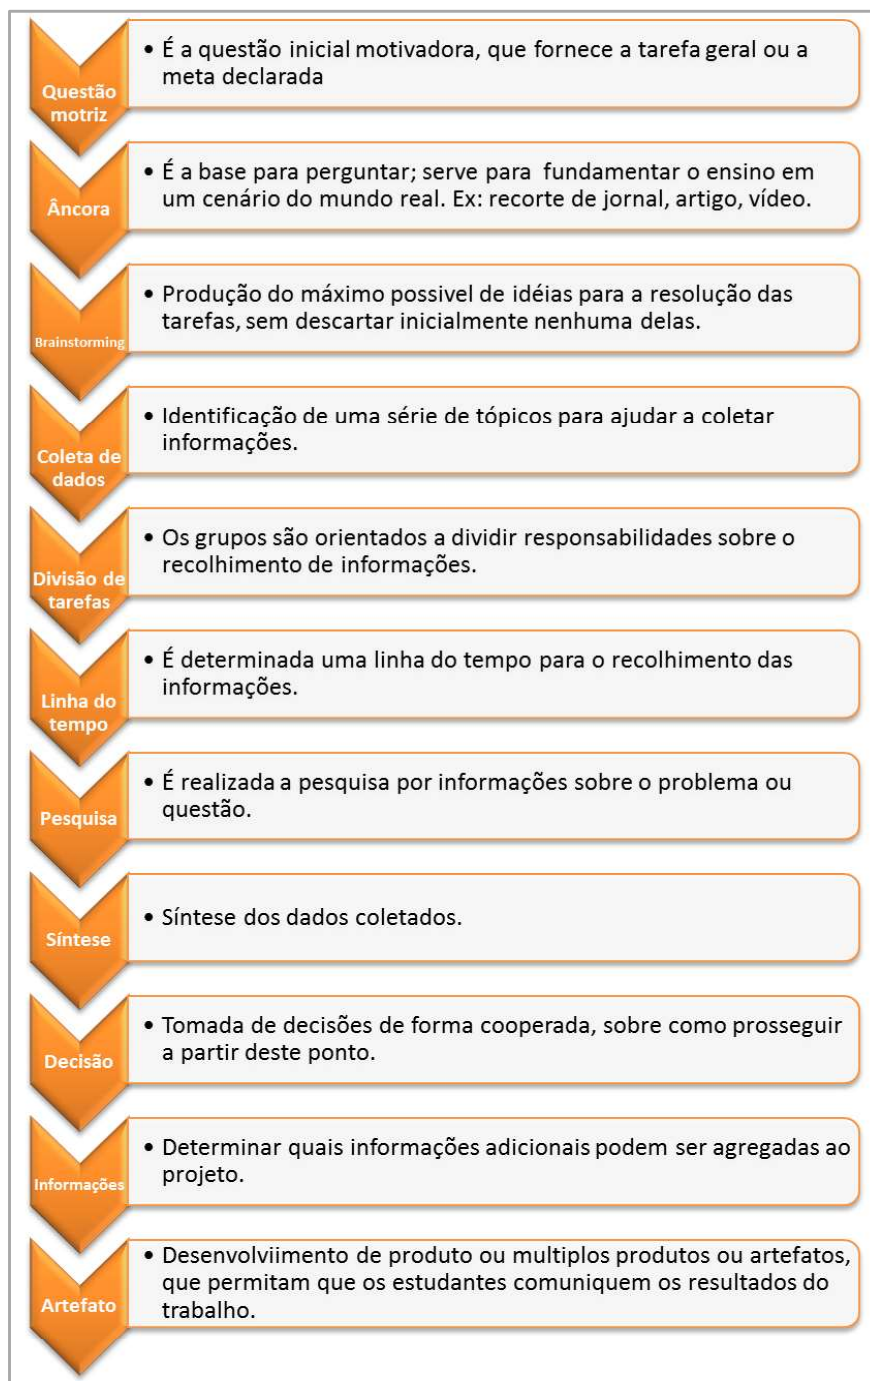 Questão
motriz
• É a questão inicial motivadora, que fornece a tarefa geral ou a
meta declarada
Âncora
• É a base para perguntar; serve para fundamentar o ensino em
um cenário do mundo real. Ex: recorte de jornal, artigo, vídeo.
Brainstorming
• Produção do máximo possivel de idéias para a resolução das
tarefas, sem descartar inicialmente nenhuma delas.
Coleta de
dados
• Identificação de uma série de tópicos para ajudar a coletar
informações.
Divisão de
tarefas
• Os grupos são orientados a dividir responsabilidades sobre o
recolhimento de informações.
Linha do
tempo
• É determinada uma linha do tempo para o recolhimento das
informações.
Pesquisa
• É realizada a pesquisa por informações sobre o problema ou
questão.
Síntese
• Síntese dos dados coletados.
Decisão
• Tomada de decisões de forma cooperada, sobre como prosseguir
a partir deste ponto.
Informações
• Determinar quais informações adicionais podem ser agregadas ao
projeto.
Artefato
• Desenvolviimento de produto ou multiplos produtos ou artefatos,
que permitam que os estudantes comuniquem os resultados do
trabalho.